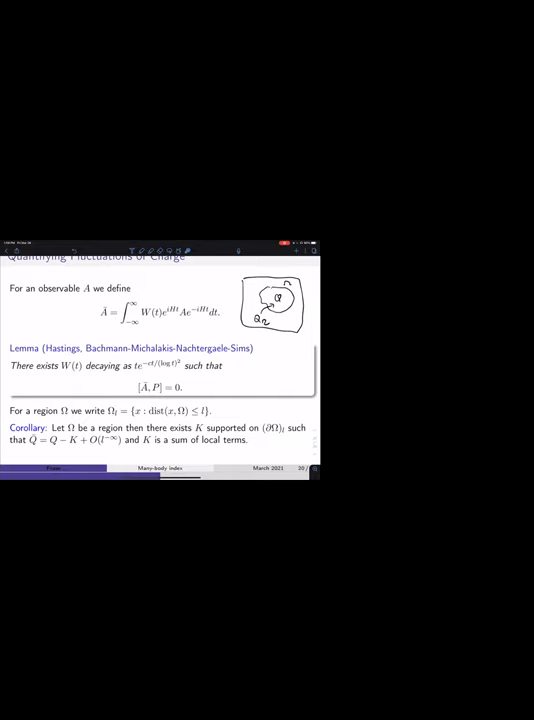 Quantifying Fluctuations of Charge
For an observable A we define
Ā = ∫_{-∞}^{∞} W(t)e^{iHt}Ae^{-iHt}dt.
Ω
Q
Q_Ω
Lemma (Hastings, Bachmann-Michalakis-Nachtergaele-Sims)
There exists W(t) decaying as te^{-ct/(log t)^2} such that
[Ā, P] = 0.
For a region Ω we write Ω_l = {x : dist(x, Ω) ≤ l}.
Corollary: Let Ω be a region then there exists K supported on (∂Ω)_l such
that Q̄ = Q − K + O(l^{-∞}) and K is a sum of local terms.
Many-body index
March 2021
20 /